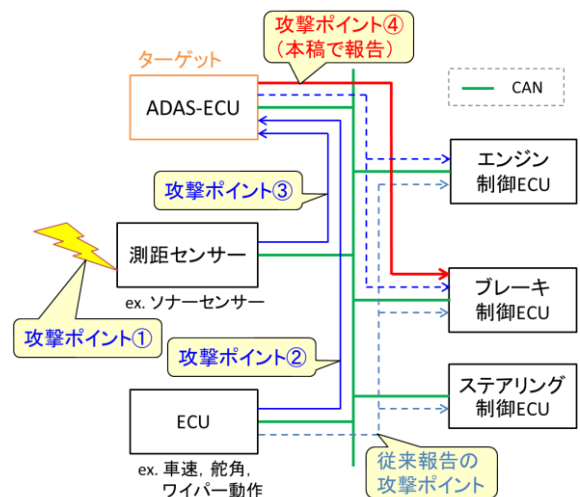 攻撃ポイント④
（本稿で報告）
ターゲット
ADAS-ECU
CAN
エンジン
制御ECU
攻撃ポイント③
測距センサー
ex. ソナーセンサー
ブレーキ
制御ECU
攻撃ポイント①
攻撃ポイント②
ステアリング
制御ECU
ECU
ex. 車速, 舵角,
ワイパー動作
従来報告の
攻撃ポイント